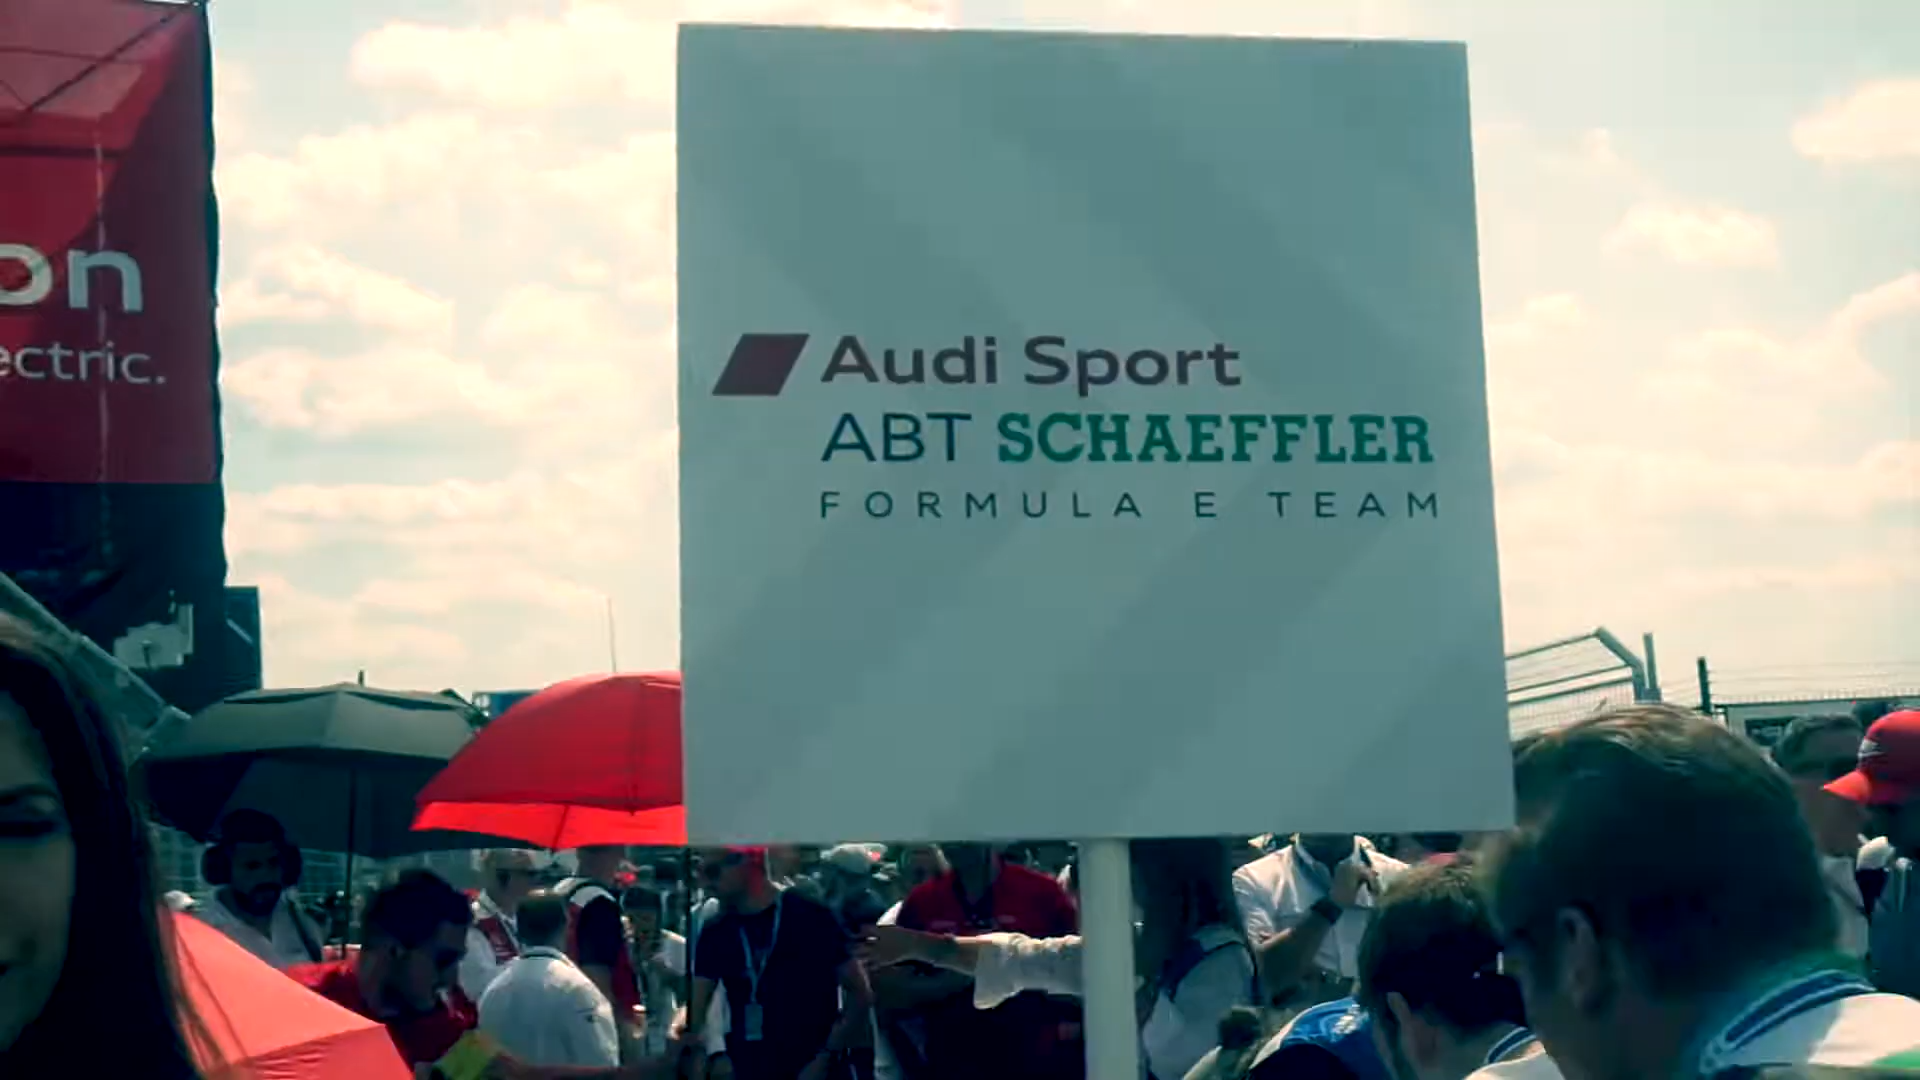 on
ectric.
Audi Sport
ABT SCHAEFFLER
FORMULA E TEAM